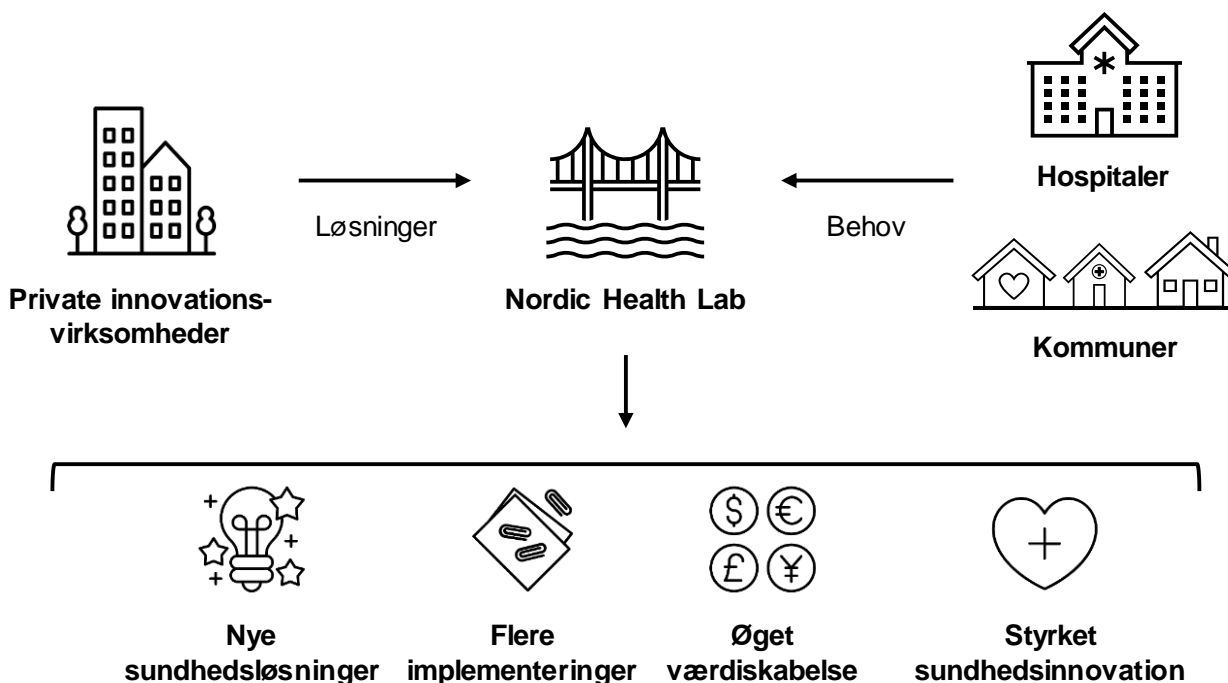 Hospitaler
Løsninger
Behov
Private innovations-
virksomheder
Nordic Health Lab
Kommuner
$ €
£ ¥
Nye
sundhedsløsninger
Flere
implementeringer
Øget
værdiskabelse
Styrket
sundhedsinnovation